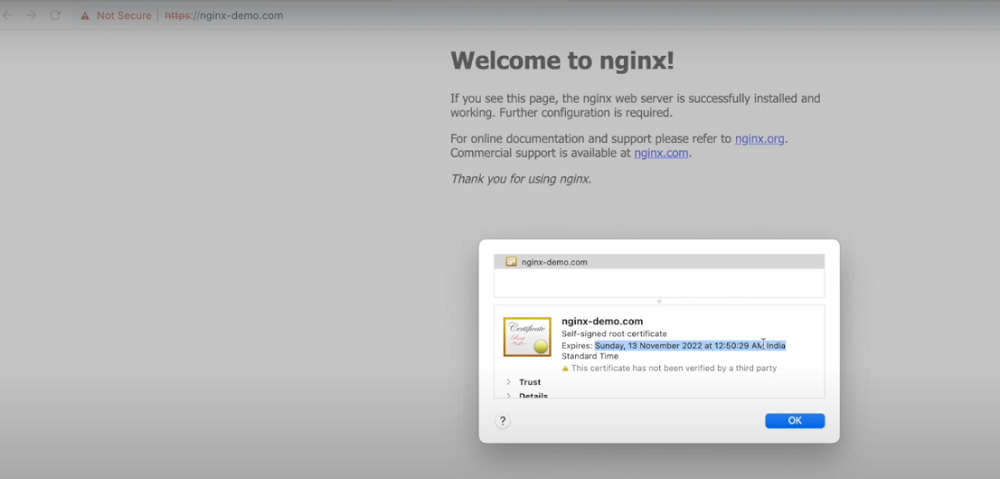 Not Secure | https://nginx-demo.com
Welcome to nginx!
If you see this page, the nginx web server is successfully installed and
working. Further configuration is required.
For online documentation and support please refer to nginx.org.
Commercial support is available at nginx.com.
Thank you for using nginx.
nginx-demo.com
Certificate
nginx-demo.com
Self-signed root certificate
Expires: Sunday, 13 November 2022 at 12:50:29 AM India
Standard Time
This certificate has not been verified by a third party
Trust
Details
?
OK